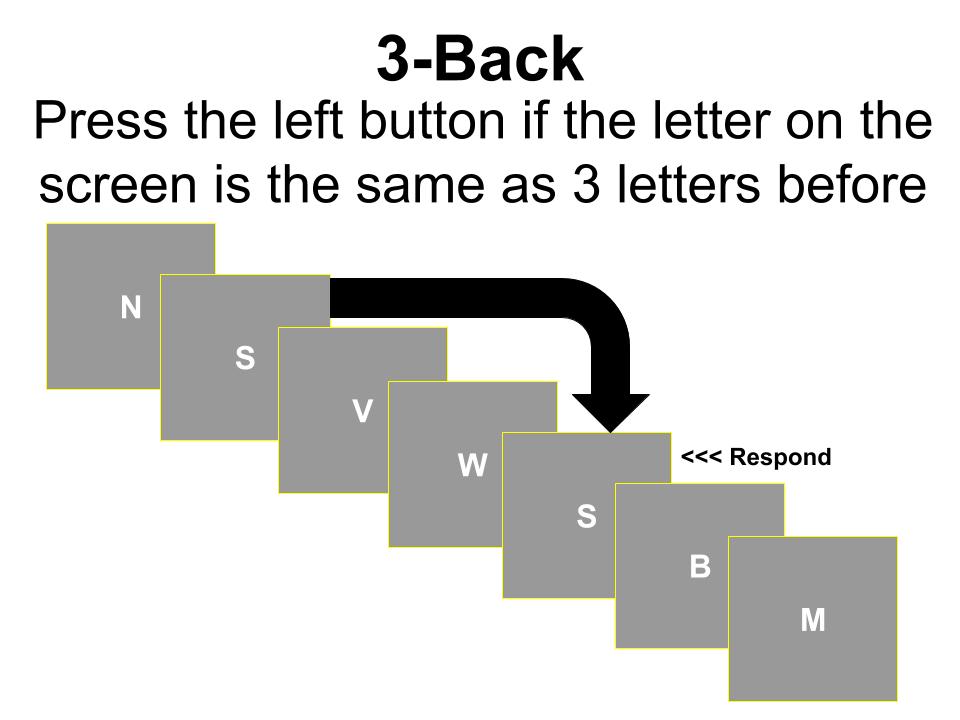 3-Back
Press the left button if the letter on the
screen is the same as 3 letters before
N
S
V
W
<<< Respond
S
B
M